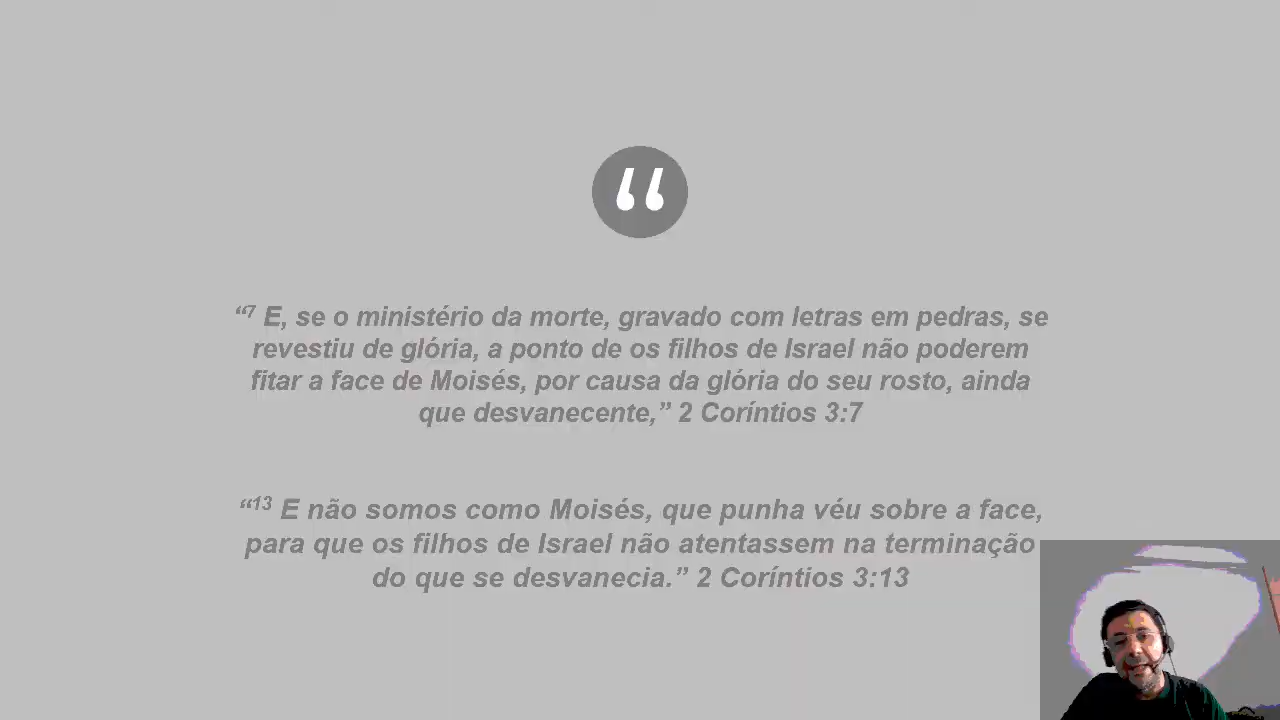 “
“7 E, se o ministério da morte, gravado com letras em pedras, se
revestiu de glória, a ponto de os filhos de Israel não poderem
fitar a face de Moisés, por causa da glória do seu rosto, ainda
que desvanecente,” 2 Coríntios 3:7
“13 E não somos como Moisés, que punha véu sobre a face,
para que os filhos de Israel não atentassem na terminação
do que se desvanecia.” 2 Coríntios 3:13